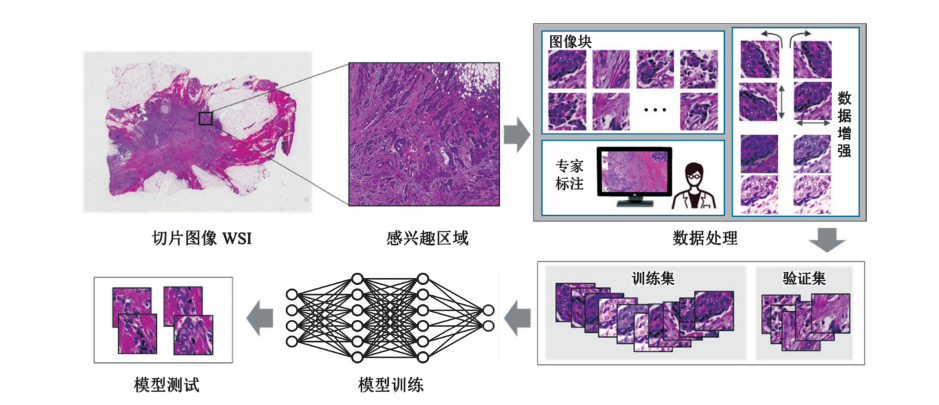 图像块
专家
标注
数据增强
切片图像 WSI
感兴趣区域
数据处理
训练集
验证集
模型测试
模型训练